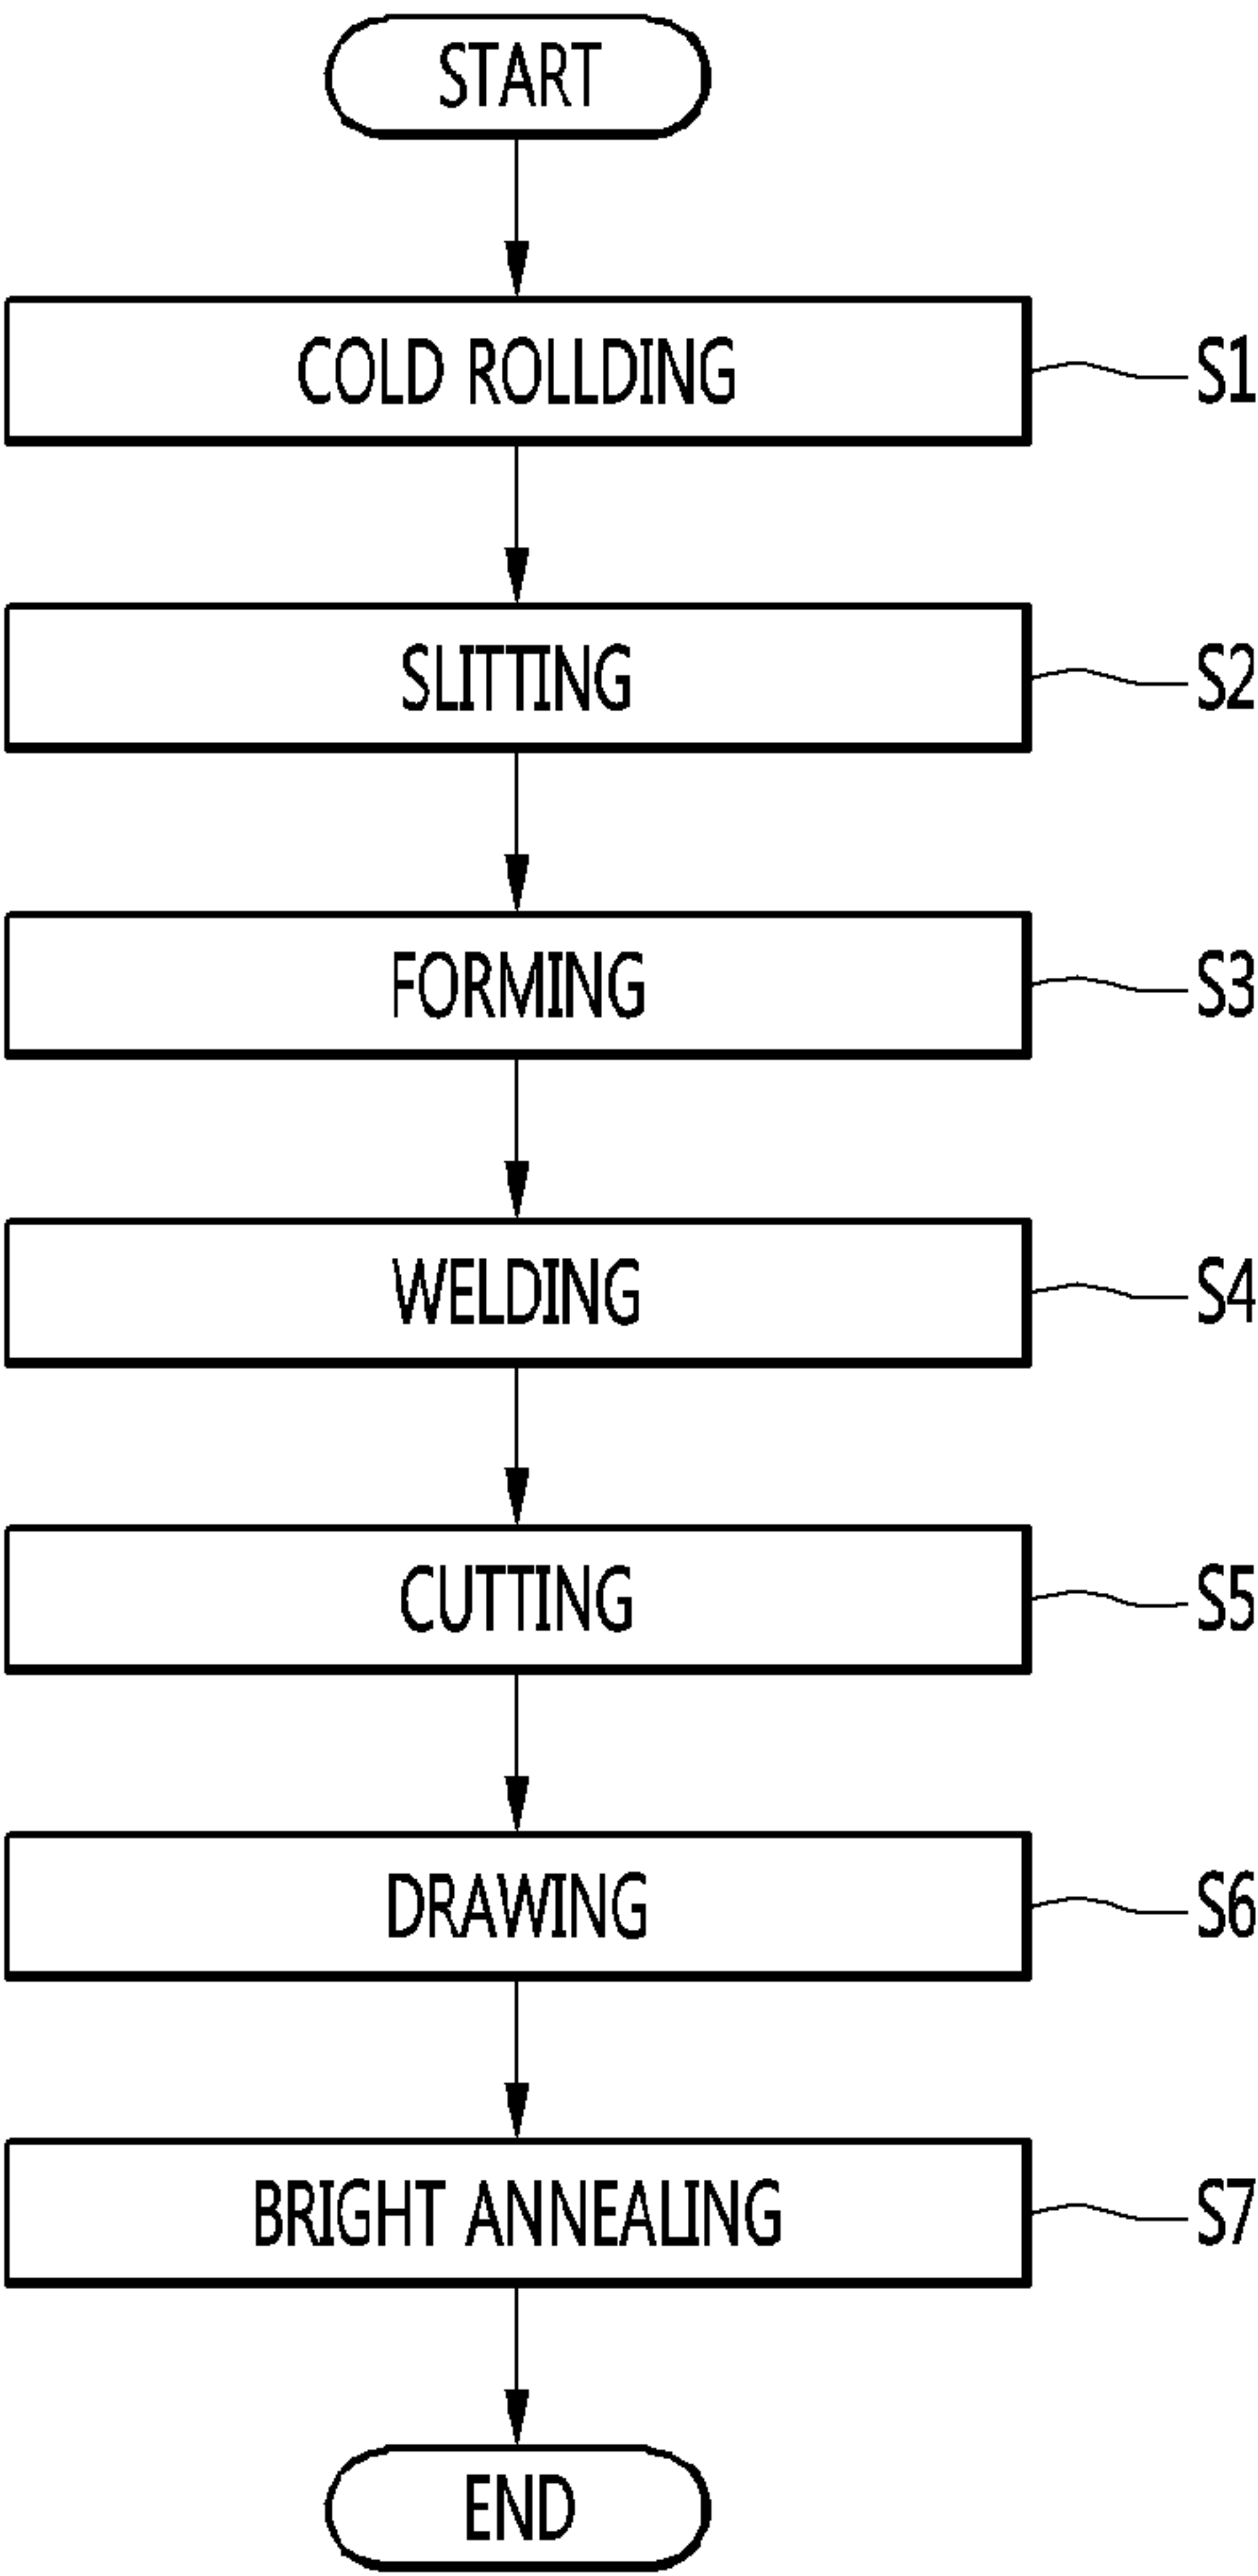 START
COLD ROLLDING
S1
SLITTING
S2
FORMING
S3
WELDING
S4
CUTTING
S5
DRAWING
S6
BRIGHT ANNEALING
S7
END